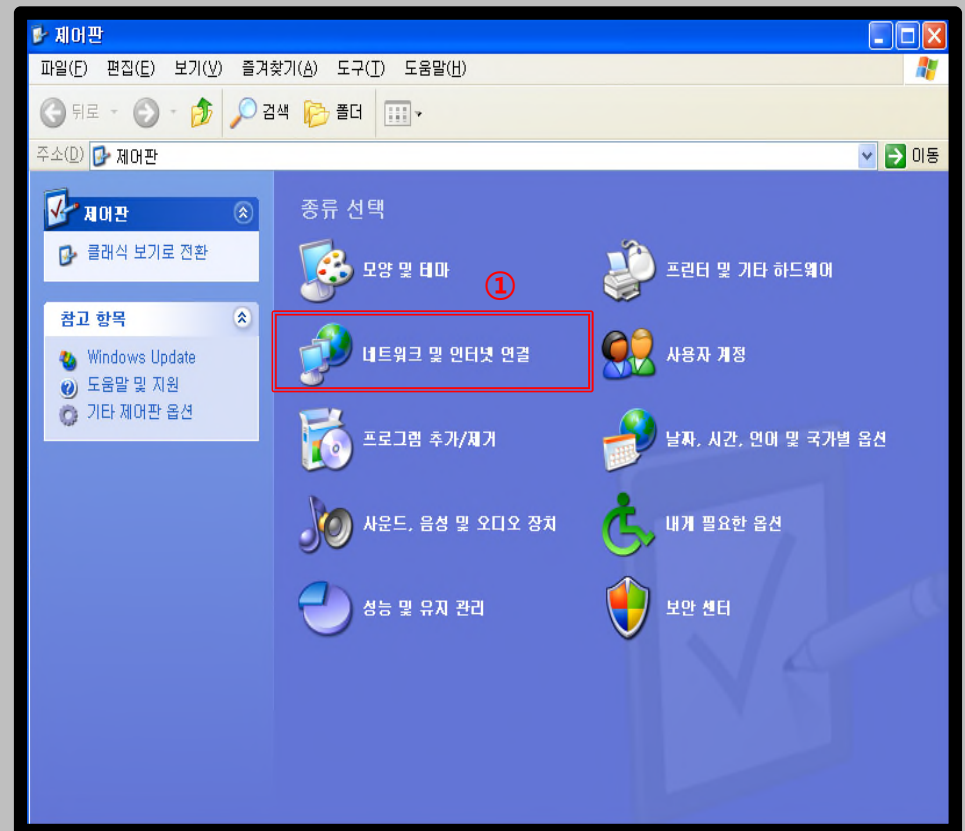 제어판
파일(F) 편집(E) 보기(V) 즐겨찾기(A) 도구(T) 도움말(H)
뒤로 검색 폴더
주소(D) 제어판 이동
제어판
클래식 보기로 전환
참고 항목
Windows Update
도움말 및 지원
기타 제어판 옵션
종류 선택
모양 및 테마
프린터 및 기타 하드웨어
①
네트워크 및 인터넷 연결
사용자 계정
프로그램 추가/제거
날짜, 시간, 언어 및 국가별 옵션
사운드, 음성 및 오디오 장치
내게 필요한 옵션
성능 및 유지 관리
보안 센터